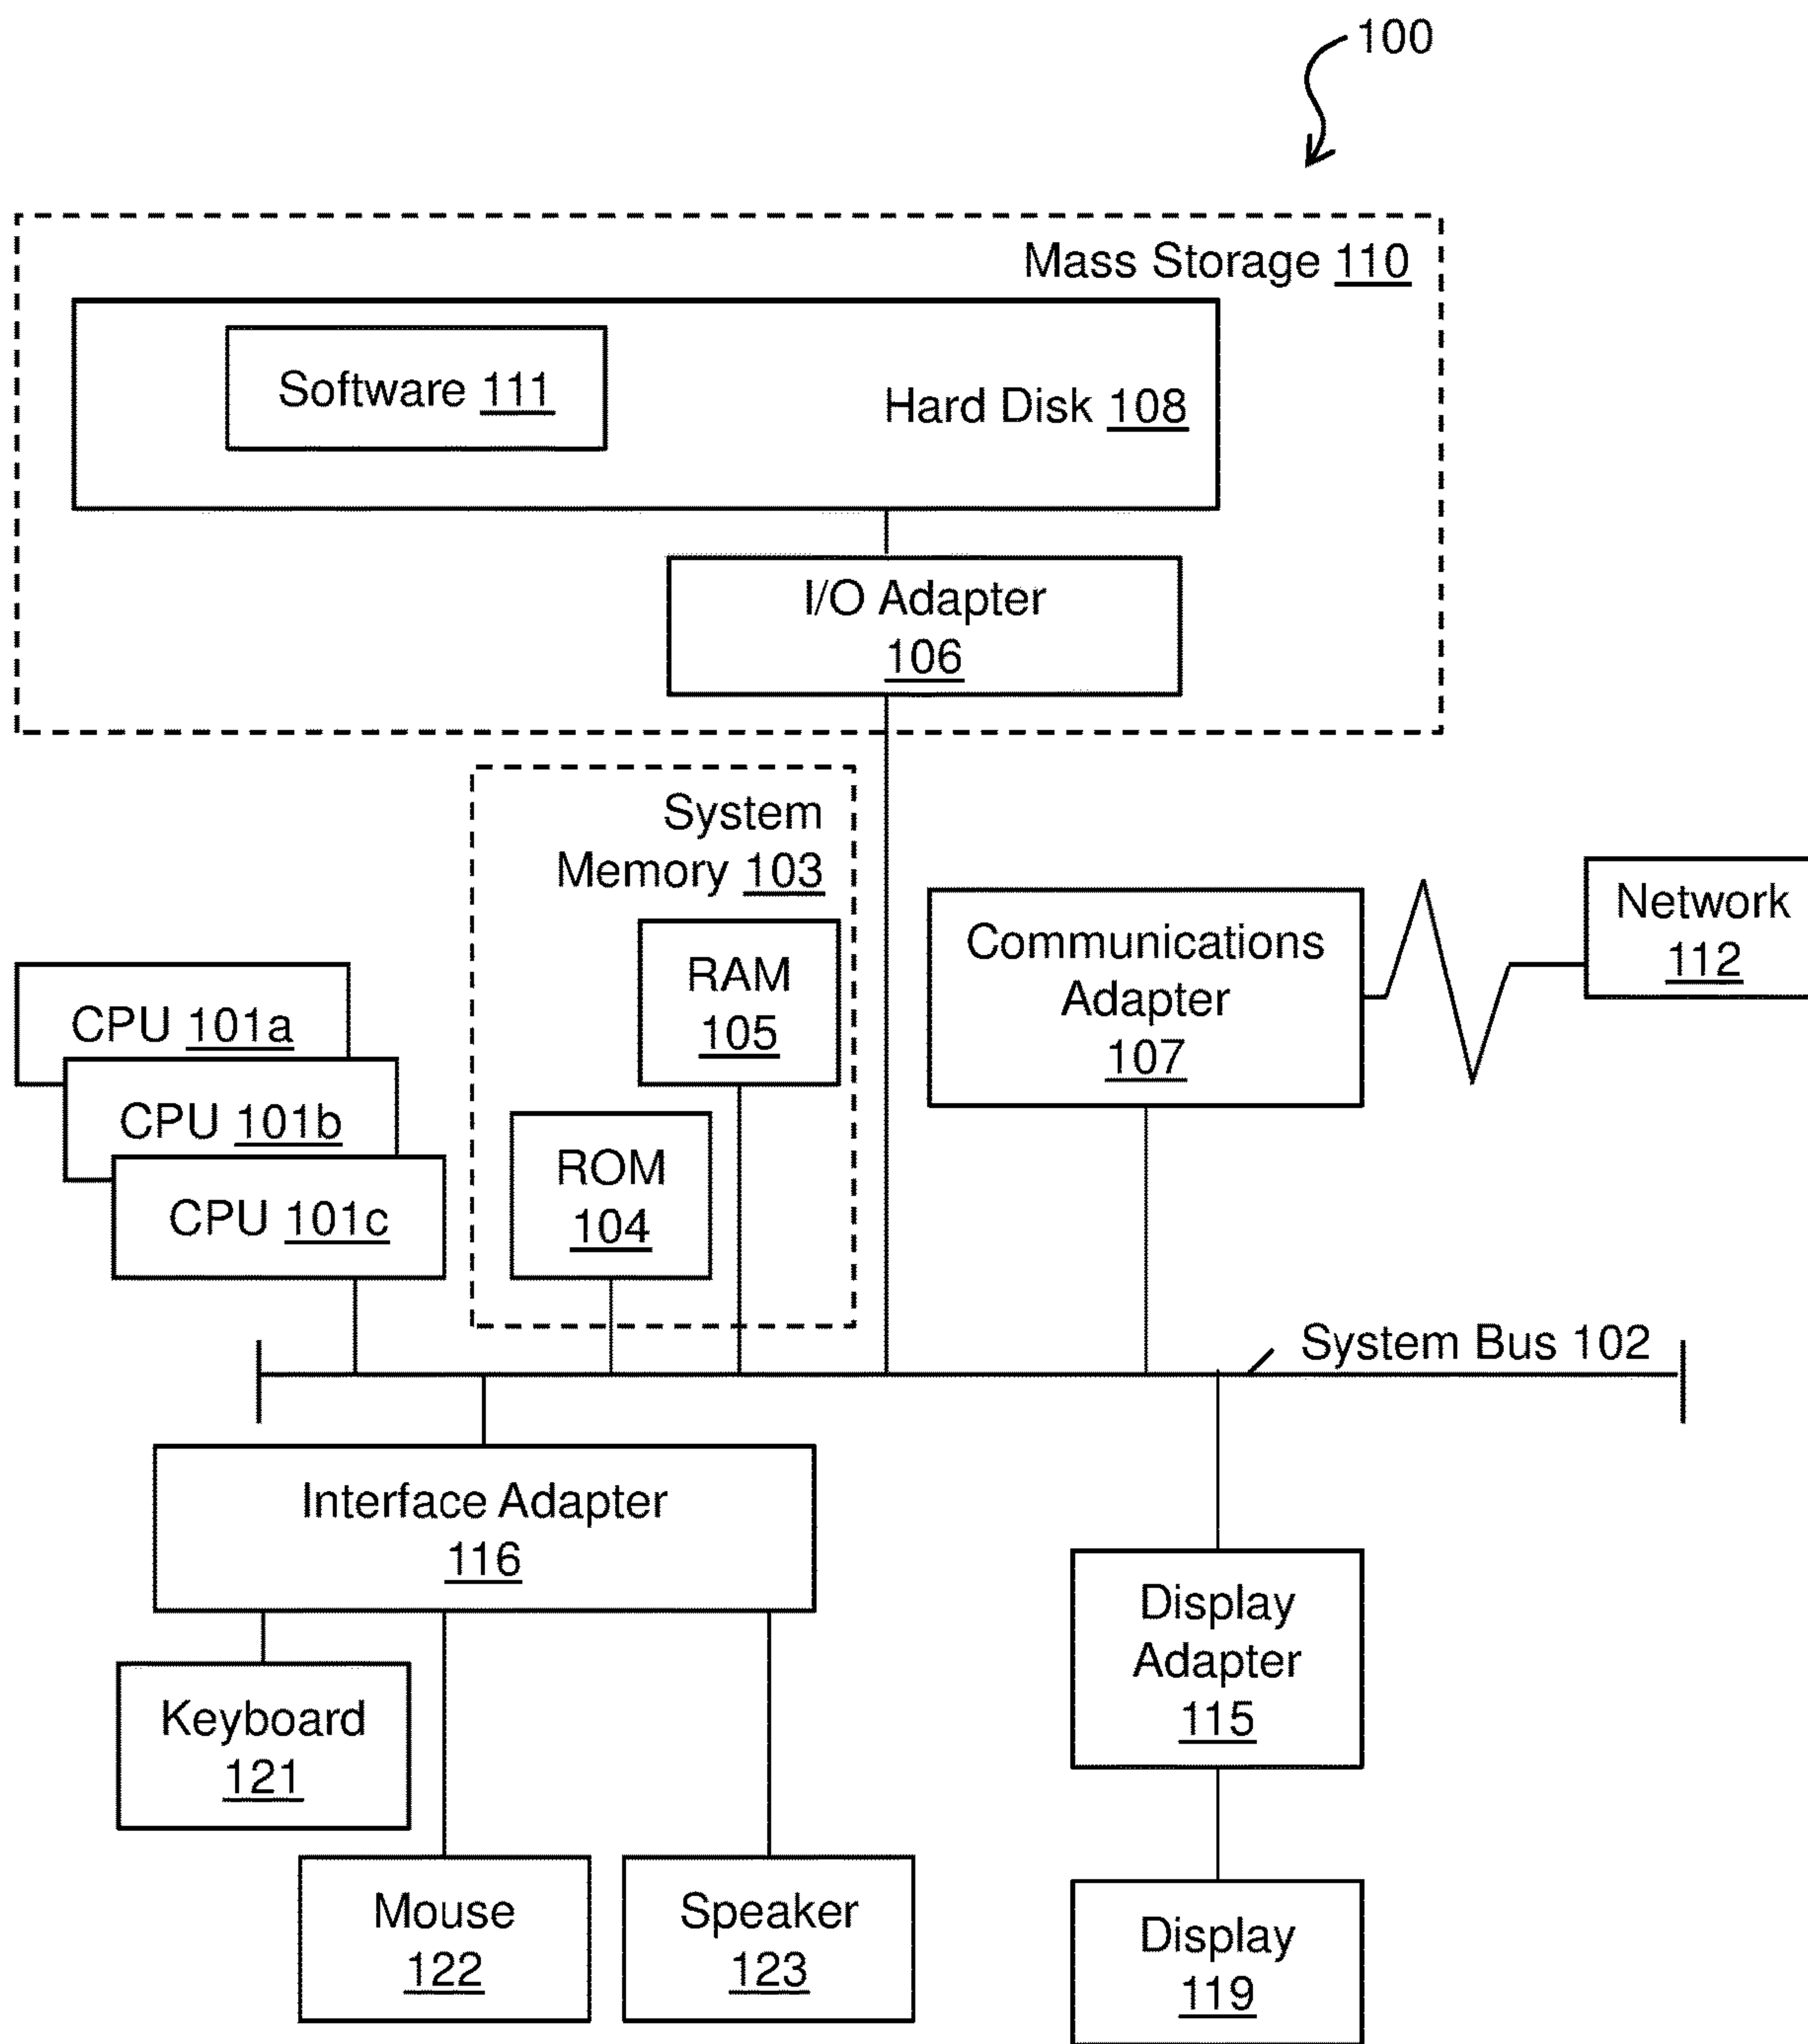 100
Mass Storage 110
Software 111
Hard Disk 108
I/O Adapter
106
System
Memory 103
RAM
105
ROM
104
Communications
Adapter
107
Network
112
CPU 101a
CPU 101b
CPU 101c
System Bus 102
Interface Adapter
116
Keyboard
121
Mouse
122
Speaker
123
Display
Adapter
115
Display
119